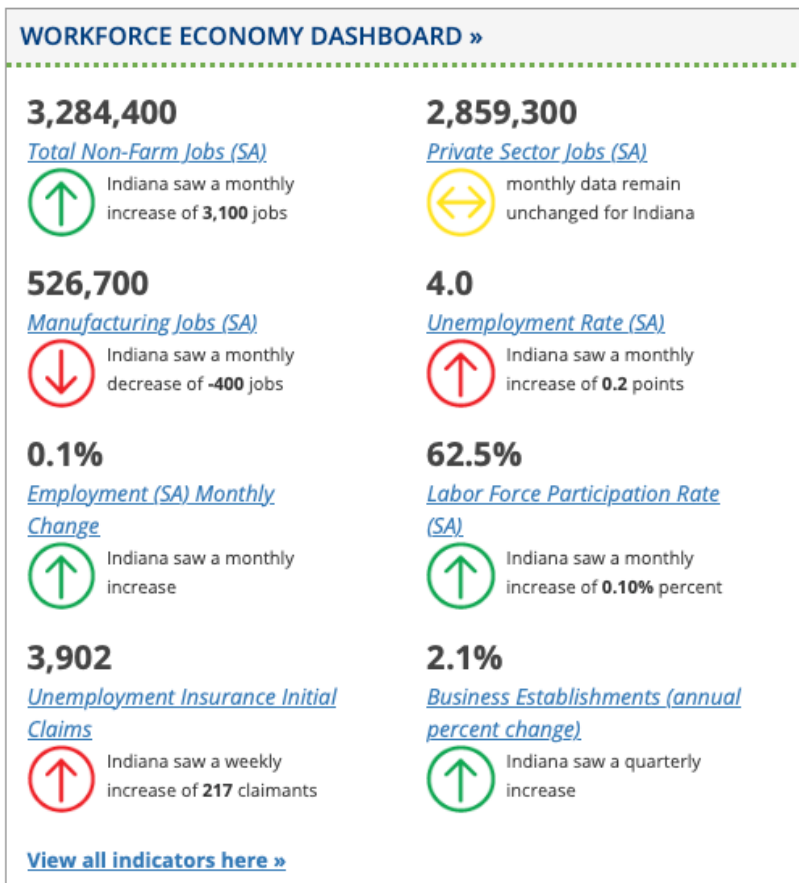 WORKFORCE ECONOMY DASHBOARD »
3,284,400
Total Non-Farm Jobs (SA)
Indiana saw a monthly
increase of 3,100 jobs
2,859,300
Private Sector Jobs (SA)
monthly data remain
unchanged for Indiana
526,700
Manufacturing Jobs (SA)
Indiana saw a monthly
decrease of -400 jobs
4.0
Unemployment Rate (SA)
Indiana saw a monthly
increase of 0.2 points
0.1%
Employment (SA) Monthly
Change
Indiana saw a monthly
increase
62.5%
Labor Force Participation Rate
(SA)
Indiana saw a monthly
increase of 0.10% percent
3,902
Unemployment Insurance Initial
Claims
Indiana saw a weekly
increase of 217 claimants
2.1%
Business Establishments (annual
percent change)
Indiana saw a quarterly
increase
View all indicators here »